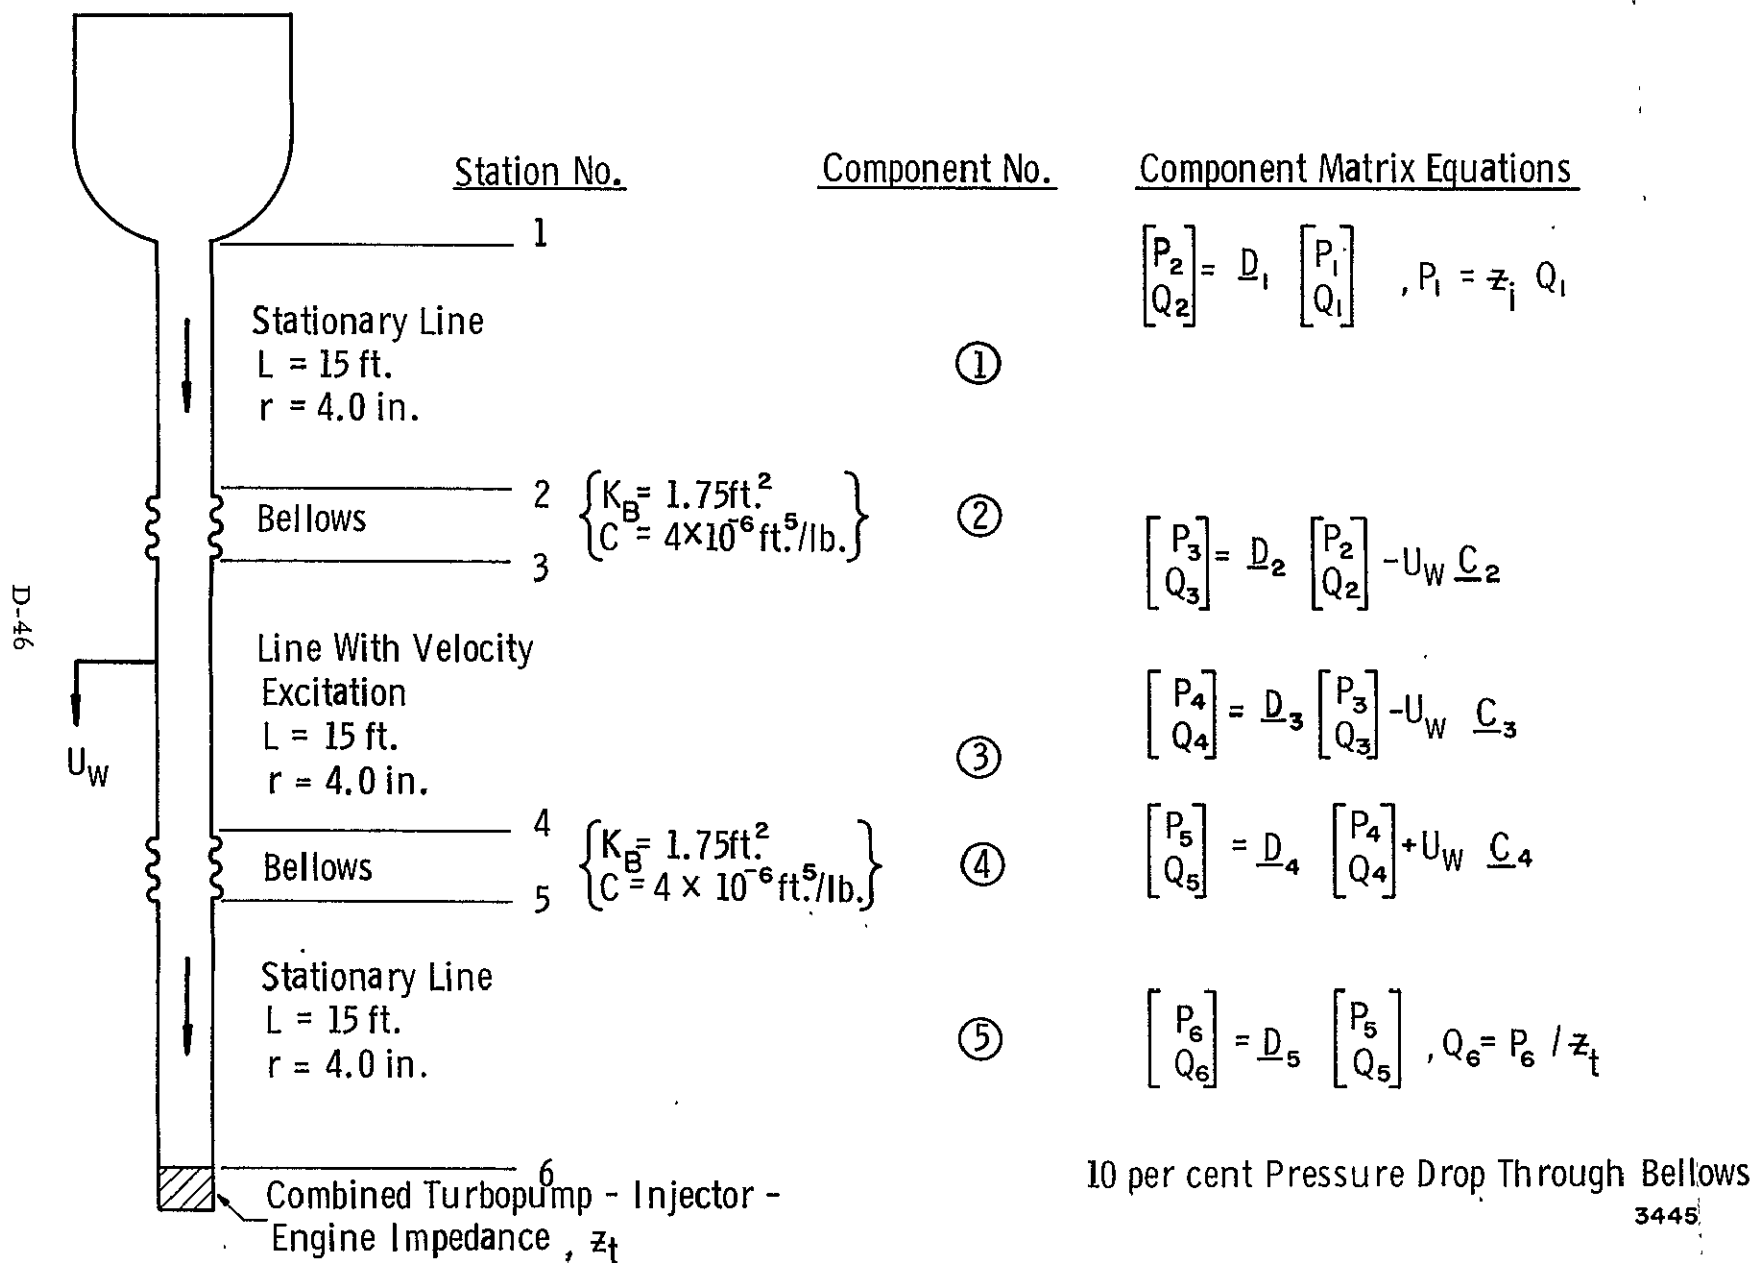 Station No. Component No. Component Matrix Equations
1
[P₂ Q₂] = D₁ [P₁ Q₁] , P₁ = zᵢ Q₁
Stationary Line
L = 15 ft.
r = 4.0 in.
①
2
Bellows
3
{K_B = 1.75ft.²
C = 4×10⁻⁶ ft.⁵/lb.}
②
[P₃ Q₃] = D₂ [P₂ Q₂] - U_W C₂
D-46
Line With Velocity
Excitation
L = 15 ft.
r = 4.0 in.
U_W
③
[P₄ Q₄] = D₃ [P₃ Q₃] - U_W C₃
4
Bellows
5
{K_B = 1.75ft.²
C = 4 × 10⁻⁶ ft.⁵/lb.}
④
[P₅ Q₅] = D₄ [P₄ Q₄] + U_W C₄
Stationary Line
L = 15 ft.
r = 4.0 in.
⑤
[P₆ Q₆] = D₅ [P₅ Q₅] , Q₆ = P₆ / z_t
6
Combined Turbopump - Injector -
Engine Impedance , z_t
10 per cent Pressure Drop Through Bellows
3445